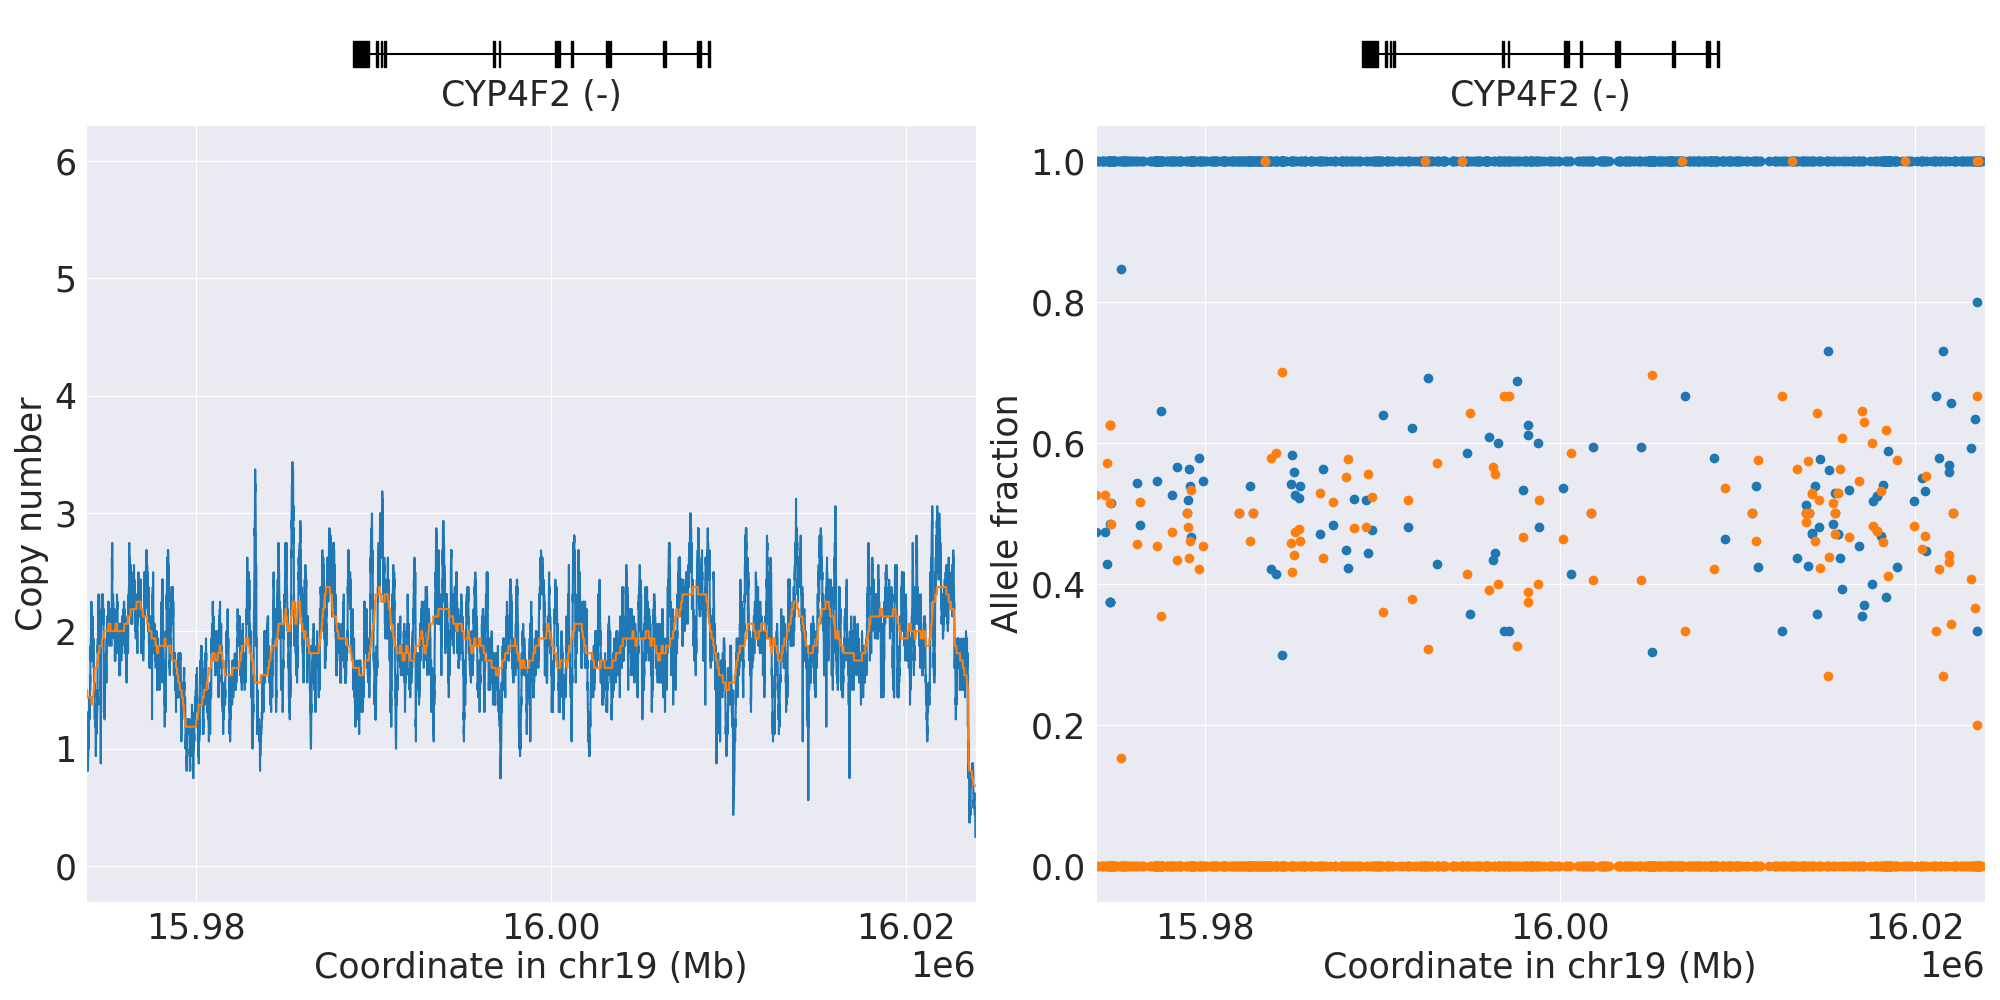 CYP4F2 (-)
6
5
4
3
2
1
0
Copy number
15.98
16.00
16.02
Coordinate in chr19 (Mb)
1e6
CYP4F2 (-)
1.0
0.8
0.6
0.4
0.2
0.0
Allele fraction
15.98
16.00
16.02
Coordinate in chr19 (Mb)
1e6